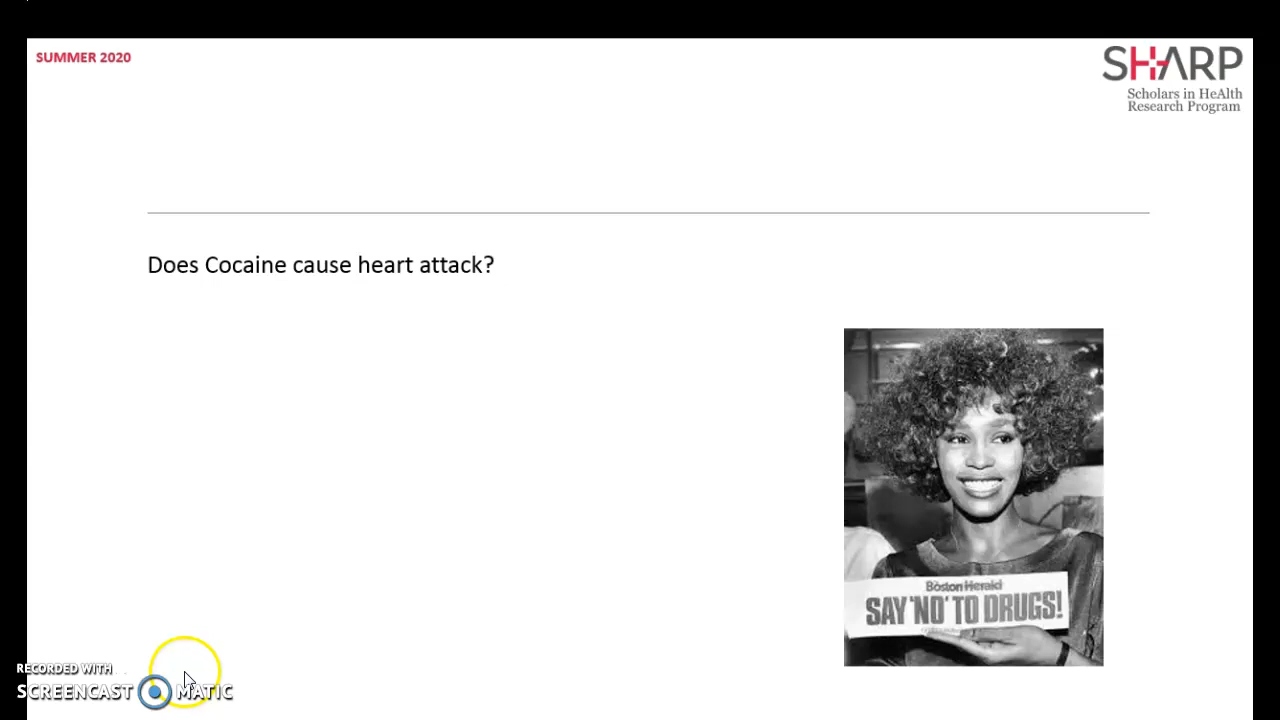 SUMMER 2020
SHARP
Scholars in HeAlth
Research Program
Does Cocaine cause heart attack?
Boston Herald
SAY 'NO' TO DRUGS!
RECORDED WITH
SCREENCAST MATIC